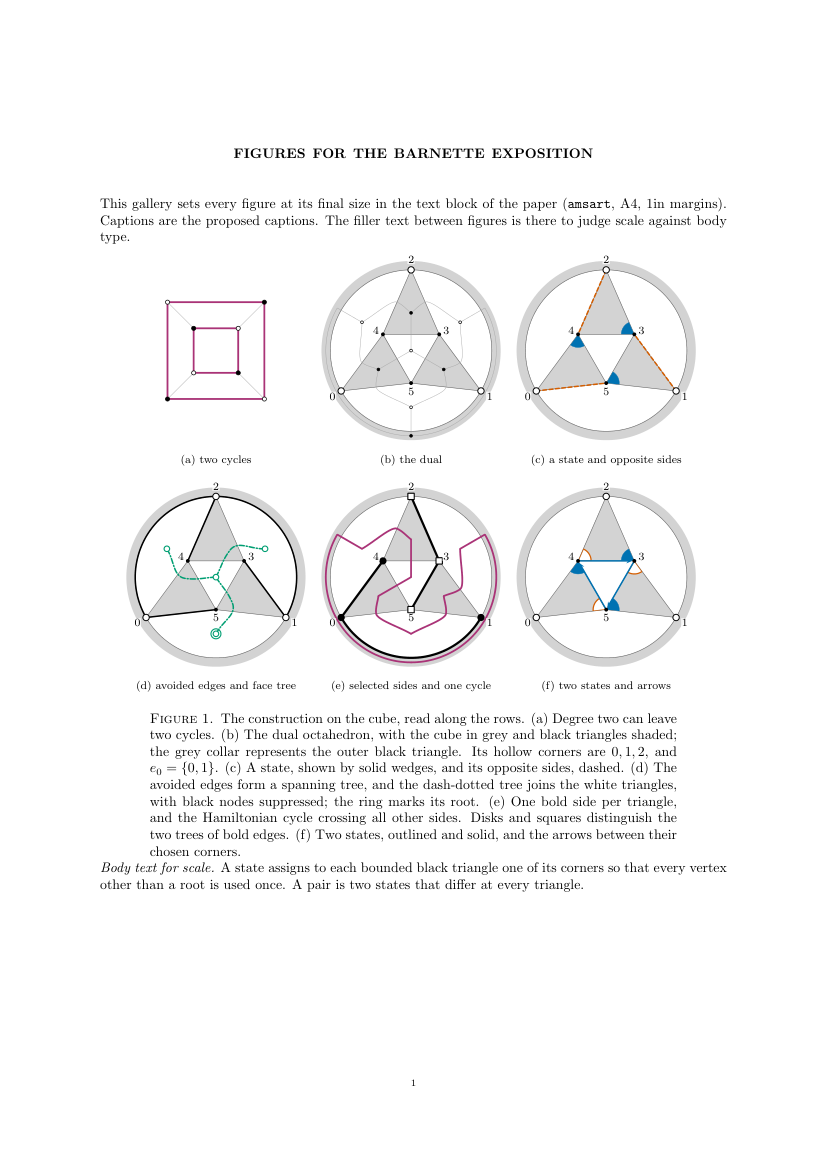 FIGURES FOR THE BARNETTE EXPOSITION
This gallery sets every figure at its final size in the text block of the paper (amsart, A4, 1in margins).
Captions are the proposed captions. The filler text between figures is there to judge scale against body
type.
2
4
3
5
0
1
2
4
3
5
0
1
(a) two cycles
(b) the dual
(c) a state and opposite sides
2
4
3
5
0
1
2
4
3
5
0
1
2
4
3
5
0
1
(d) avoided edges and face tree
(e) selected sides and one cycle
(f) two states and arrows
FIGURE 1. The construction on the cube, read along the rows. (a) Degree two can leave
two cycles. (b) The dual octahedron, with the cube in grey and black triangles shaded;
the grey collar represents the outer black triangle. Its hollow corners are 0, 1, 2, and
e₀ = {0, 1}. (c) A state, shown by solid wedges, and its opposite sides, dashed. (d) The
avoided edges form a spanning tree, and the dash-dotted tree joins the white triangles,
with black nodes suppressed; the ring marks its root. (e) One bold side per triangle,
and the Hamiltonian cycle crossing all other sides. Disks and squares distinguish the
two trees of bold edges. (f) Two states, outlined and solid, and the arrows between their
chosen corners.
Body text for scale. A state assigns to each bounded black triangle one of its corners so that every vertex
other than a root is used once. A pair is two states that differ at every triangle.
1